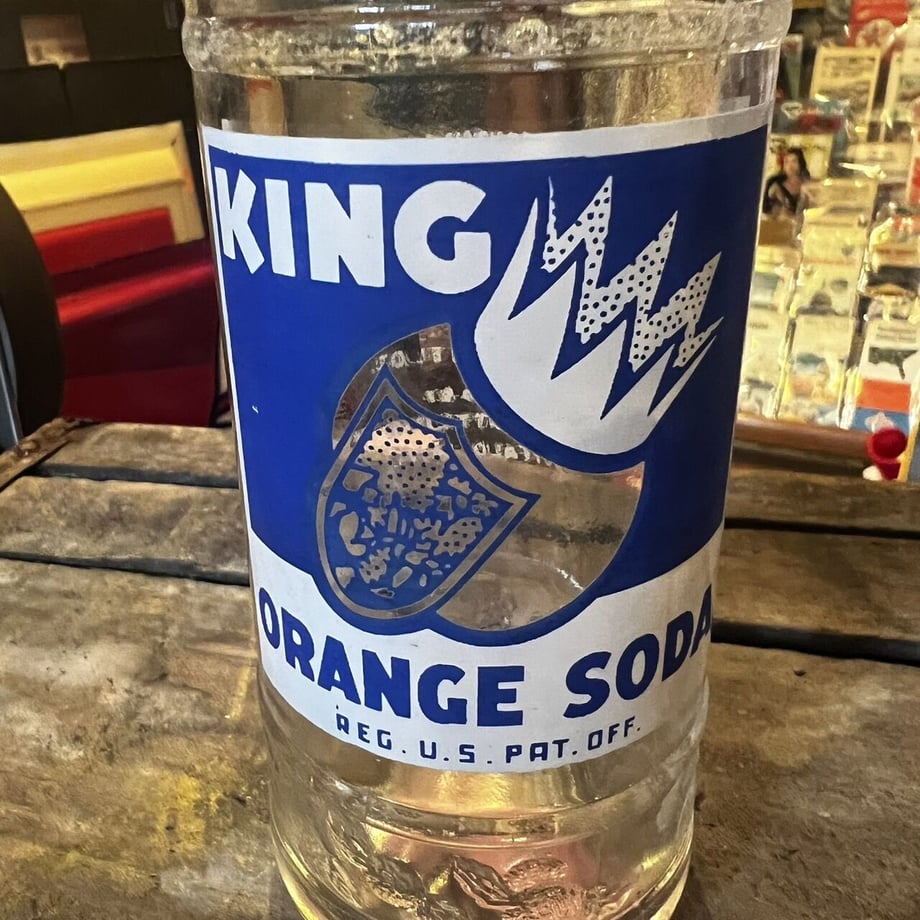 KING
ORANGE SODA
REG. U.S. PAT. OFF.